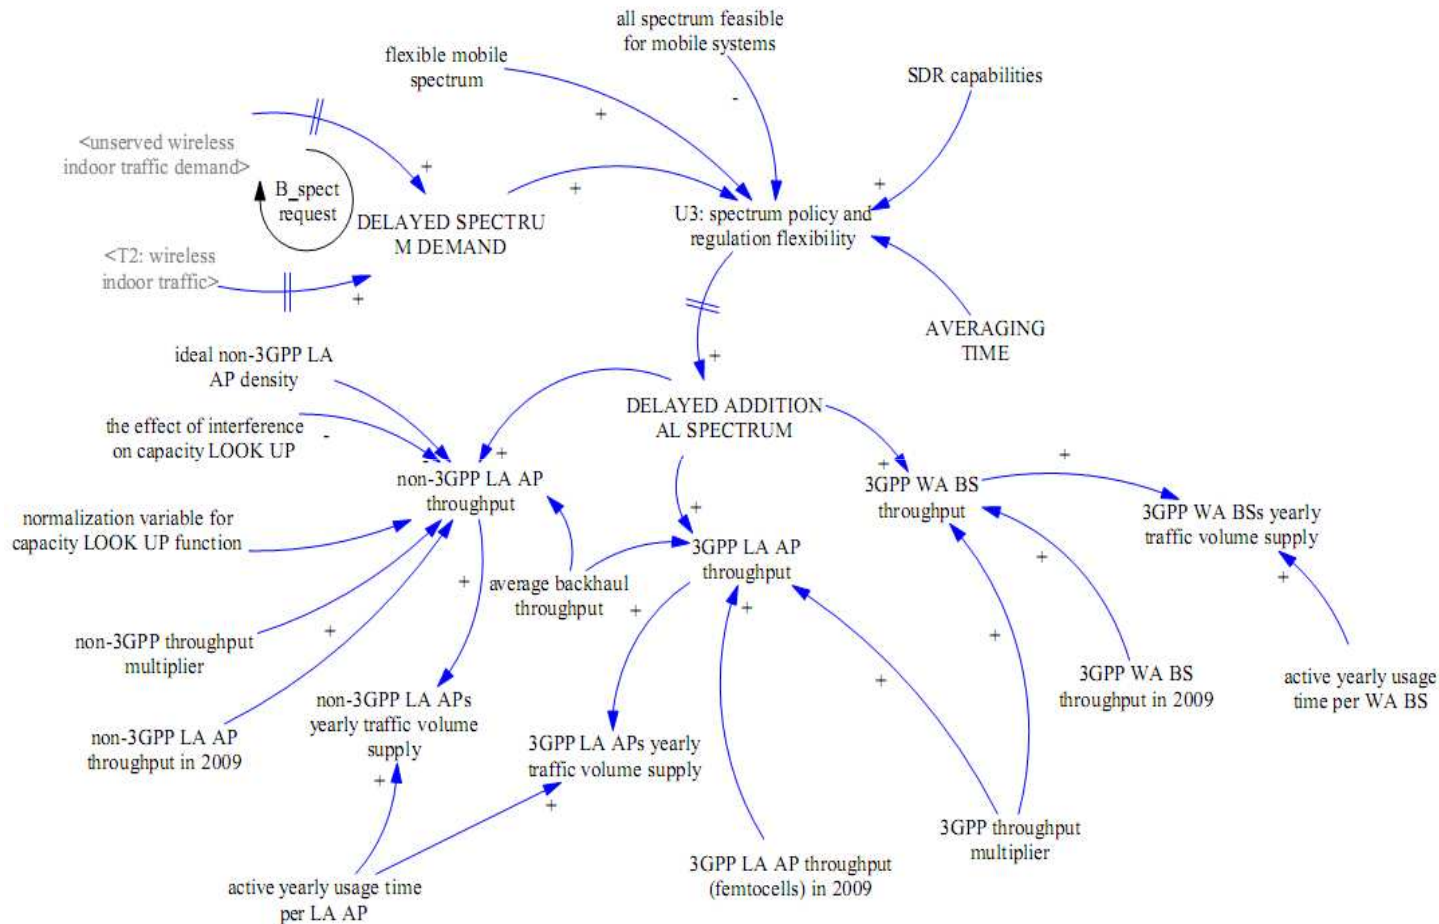 all spectrum feasible
for mobile systems
flexible mobile
spectrum
SDR capabilities
<unserved wireless
indoor traffic demand>
B_spect
request
DELAYED SPECTRU
M DEMAND
U3: spectrum policy and
regulation flexibility
<T2: wireless
indoor traffic>
AVERAGING
TIME
ideal non-3GPP LA
AP density
DELAYED ADDITION
AL SPECTRUM
the effect of interference
on capacity LOOK UP
non-3GPP LA AP
throughput
3GPP WA BS
throughput
3GPP WA BSs yearly
traffic volume supply
normalization variable for
capacity LOOK UP function
3GPP LA AP
throughput
average backhaul
throughput
non-3GPP throughput
multiplier
3GPP WA BS
throughput in 2009
active yearly usage
time per WA BS
non-3GPP LA APs
yearly traffic volume
supply
non-3GPP LA AP
throughput in 2009
3GPP LA APs yearly
traffic volume supply
3GPP throughput
multiplier
3GPP LA AP throughput
(femtocells) in 2009
active yearly usage time
per LA AP